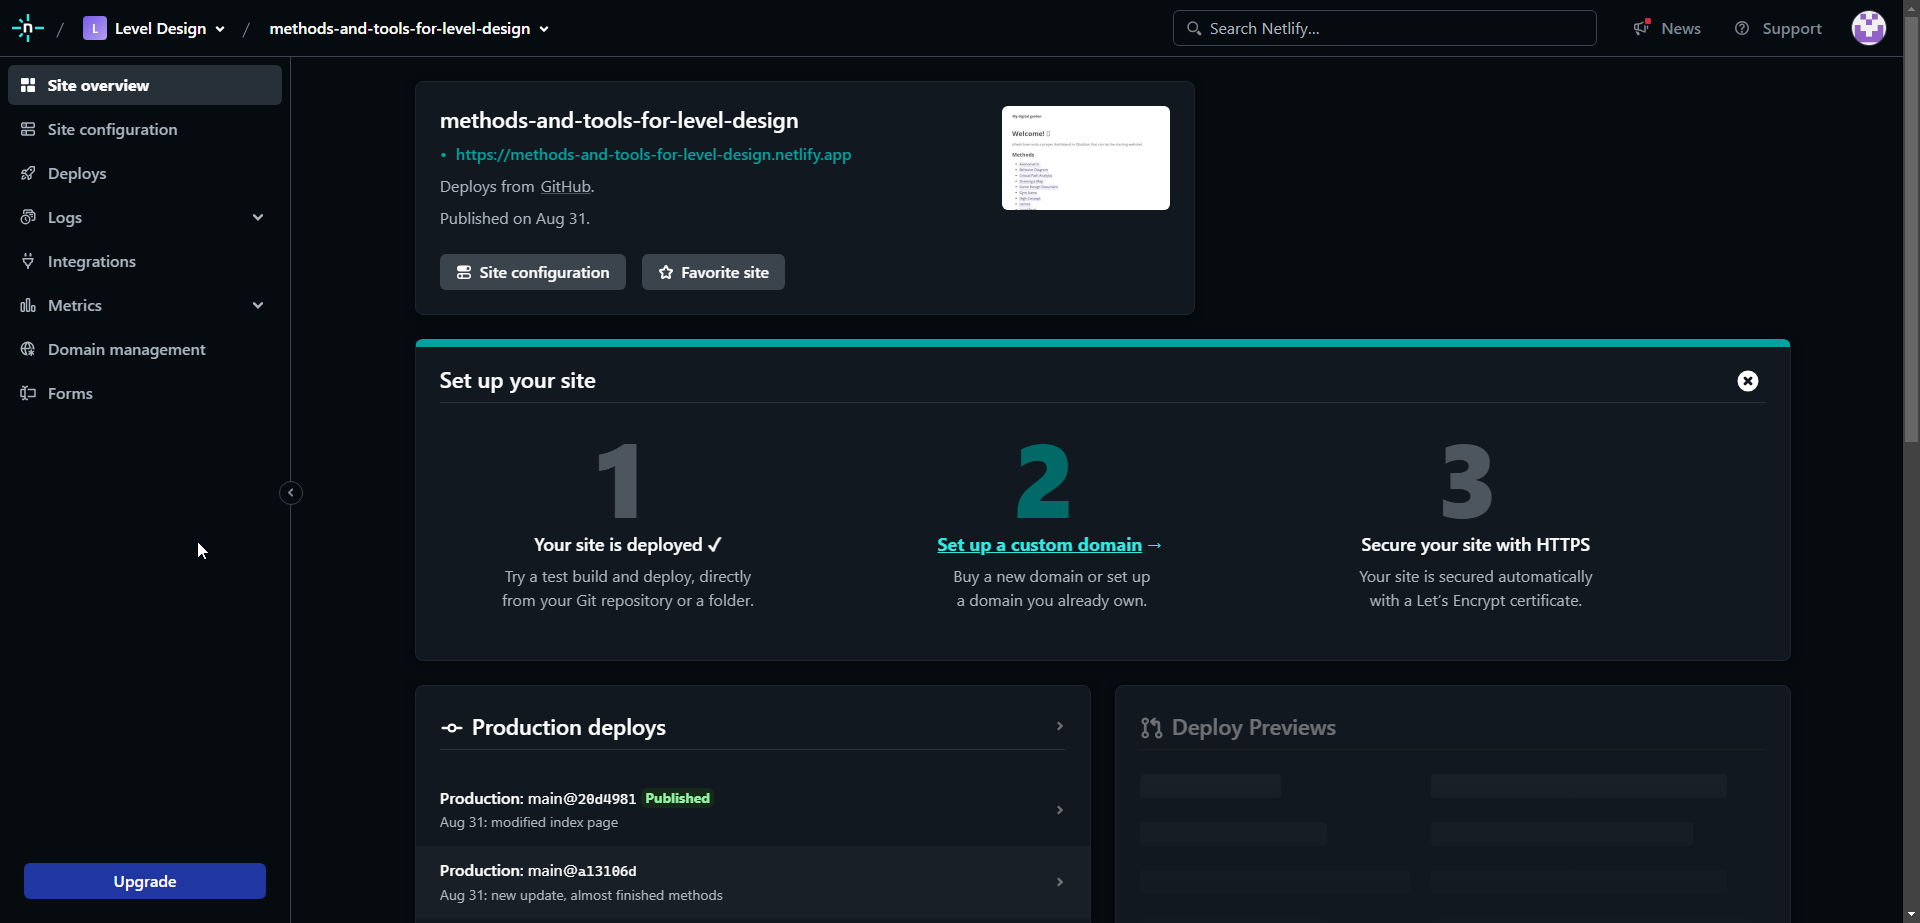 / L Level Design / methods-and-tools-for-level-design
Search Netlify...
News
Support
Site overview
Site configuration
Deploys
Logs
Integrations
Metrics
Domain management
Forms
Upgrade
methods-and-tools-for-level-design
• https://methods-and-tools-for-level-design.netlify.app
Deploys from GitHub.
Published on Aug 31.
Site configuration
Favorite site
My digital garden
Welcome!
Methods
Set up your site
1
Your site is deployed ✓
Try a test build and deploy, directly
from your Git repository or a folder.
2
Set up a custom domain →
Buy a new domain or set up
a domain you already own.
3
Secure your site with HTTPS
Your site is secured automatically
with a Let’s Encrypt certificate.
Production deploys
Production: main@20d4981 Published
Aug 31: modified index page
Production: main@a13106d
Aug 31: new update, almost finished methods
Deploy Previews